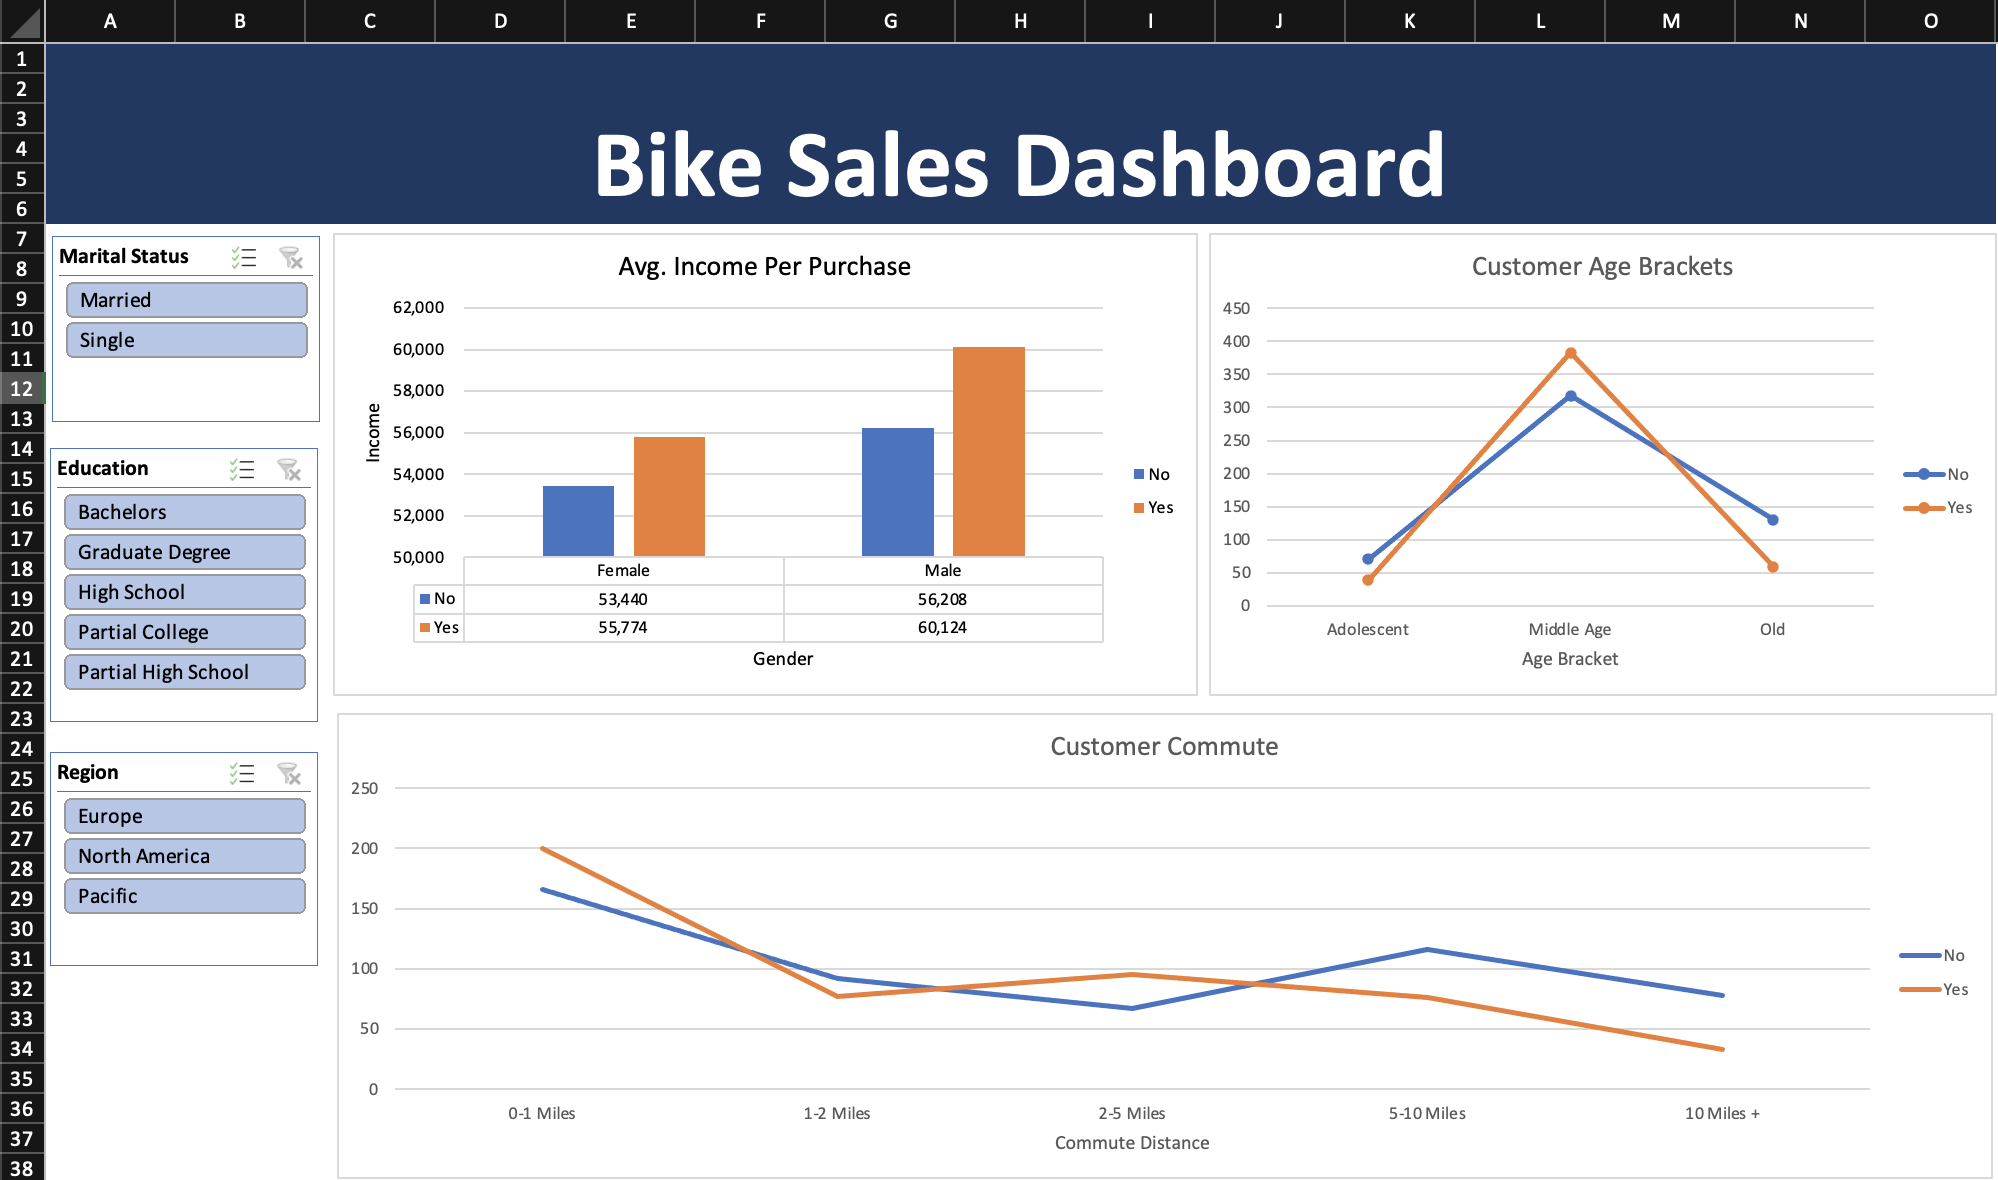 A B C D E F G H I J K L M N O
1
2
3
4
5
6
7
8
9
10
11
12
13
14
15
16
17
18
19
20
21
22
23
24
25
26
27
28
29
30
31
32
33
34
35
36
37
38
Bike Sales Dashboard
Marital Status
Married
Single
Education
Bachelors
Graduate Degree
High School
Partial College
Partial High School
Region
Europe
North America
Pacific
Avg. Income Per Purchase
62,000
60,000
58,000
56,000
54,000
52,000
50,000
Income
Female Male
No 53,440 56,208
Yes 55,774 60,124
Gender
No
Yes
Customer Age Brackets
450
400
350
300
250
200
150
100
50
0
Adolescent Middle Age Old
Age Bracket
No
Yes
Customer Commute
250
200
150
100
50
0
0-1 Miles 1-2 Miles 2-5 Miles 5-10 Miles 10 Miles +
Commute Distance
No
Yes